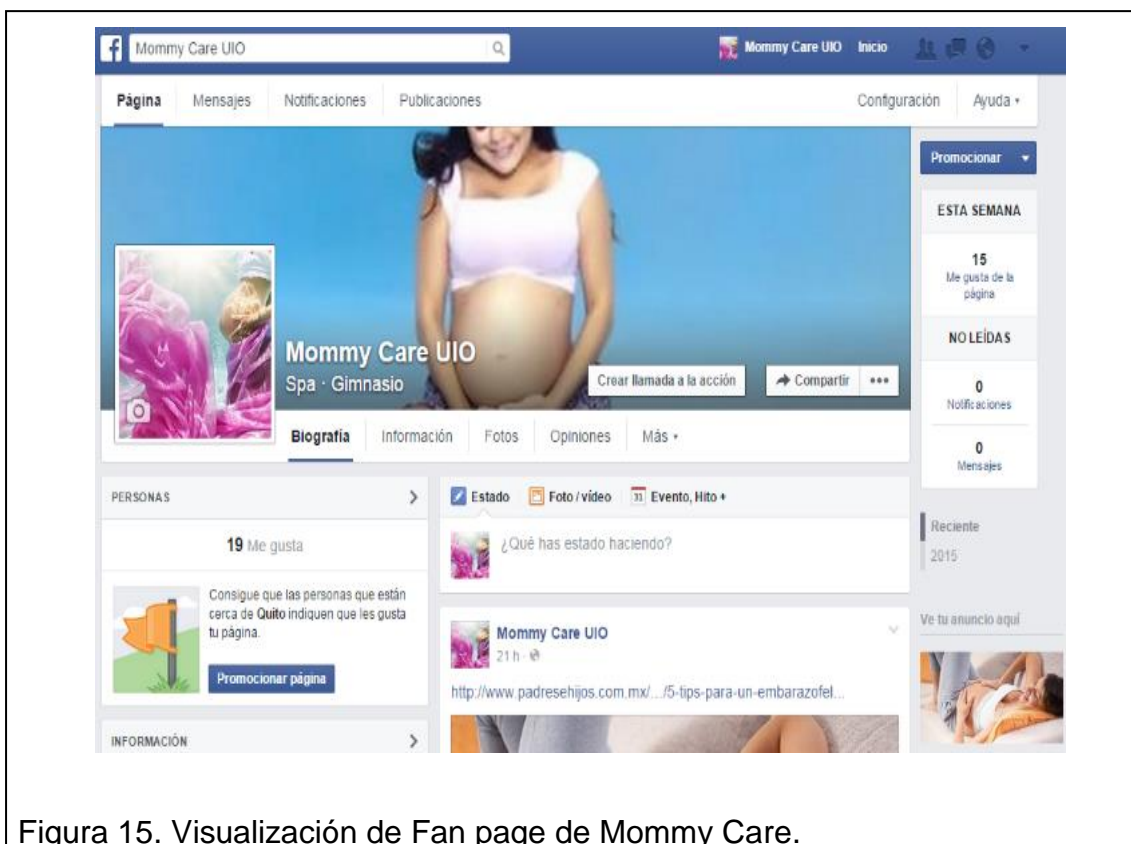 Mommy Care UIO
Mommy Care UIO Inicio
Página Mensajes Notificaciones Publicaciones Configuración Ayuda
Promocionar
ESTA SEMANA
15
Me gusta de la
página
NO LEÍDAS
0
Notificaciones
0
Mensajes
Mommy Care UIO
Spa · Gimnasio
Crear llamada a la acción Compartir
Biografía Información Fotos Opiniones Más
PERSONAS
19 Me gusta
Consigue que las personas que están
cerca de Quito indiquen que les gusta
tu página.
Promocionar página
INFORMACIÓN
Estado Foto / vídeo 31 Evento, Hito +
¿Qué has estado haciendo?
Mommy Care UIO
21 h ·
http://www.padresehijos.com.mx/.../5-tips-para-un-embarazofel...
Reciente
2015
Ve tu anuncio aquí
Figura 15. Visualización de Fan page de Mommy Care.